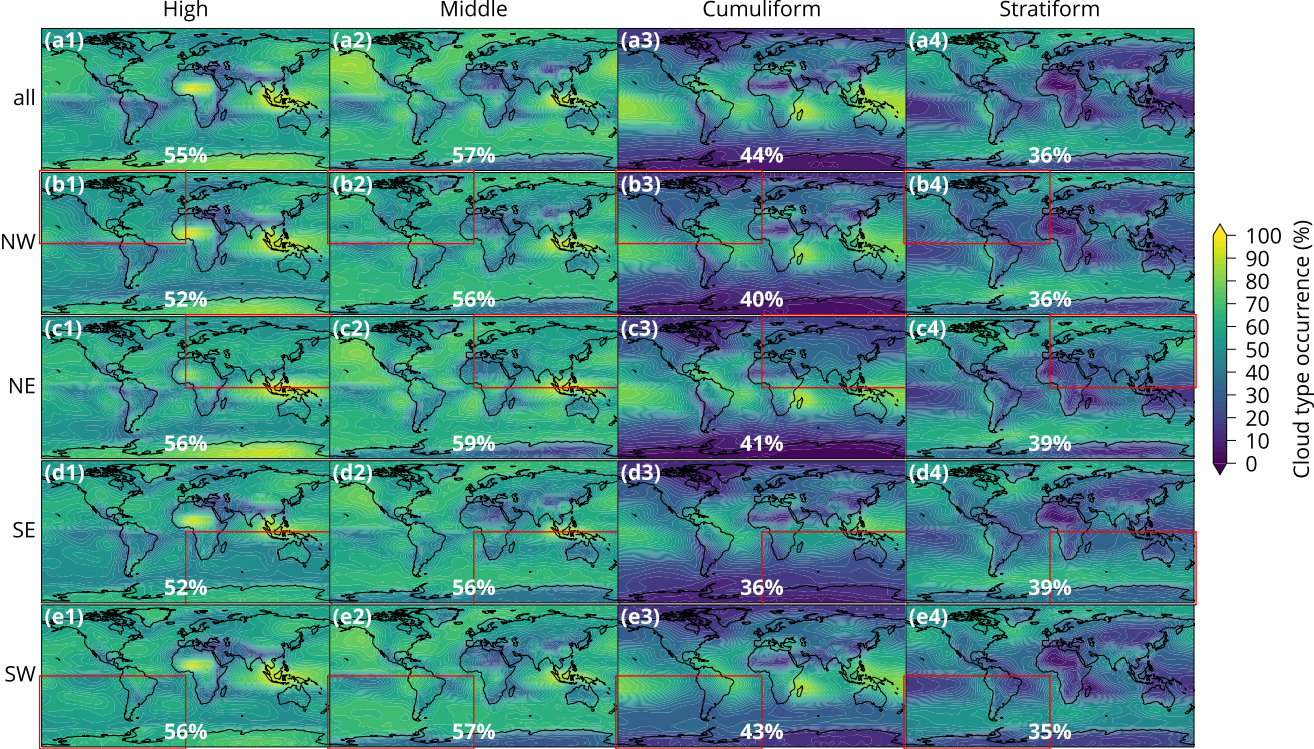 High Middle Cumuliform Stratiform
(a1) (a2) (a3) (a4)
all
55% 57% 44% 36%
(b1) (b2) (b3) (b4)
NW
52% 56% 40% 36%
(c1) (c2) (c3) (c4)
NE
56% 59% 41% 39%
(d1) (d2) (d3) (d4)
SE
52% 56% 36% 39%
(e1) (e2) (e3) (e4)
SW
56% 57% 43% 35%
100
90
80
70
60
50
40
30
20
10
0
Cloud type occurrence (%)